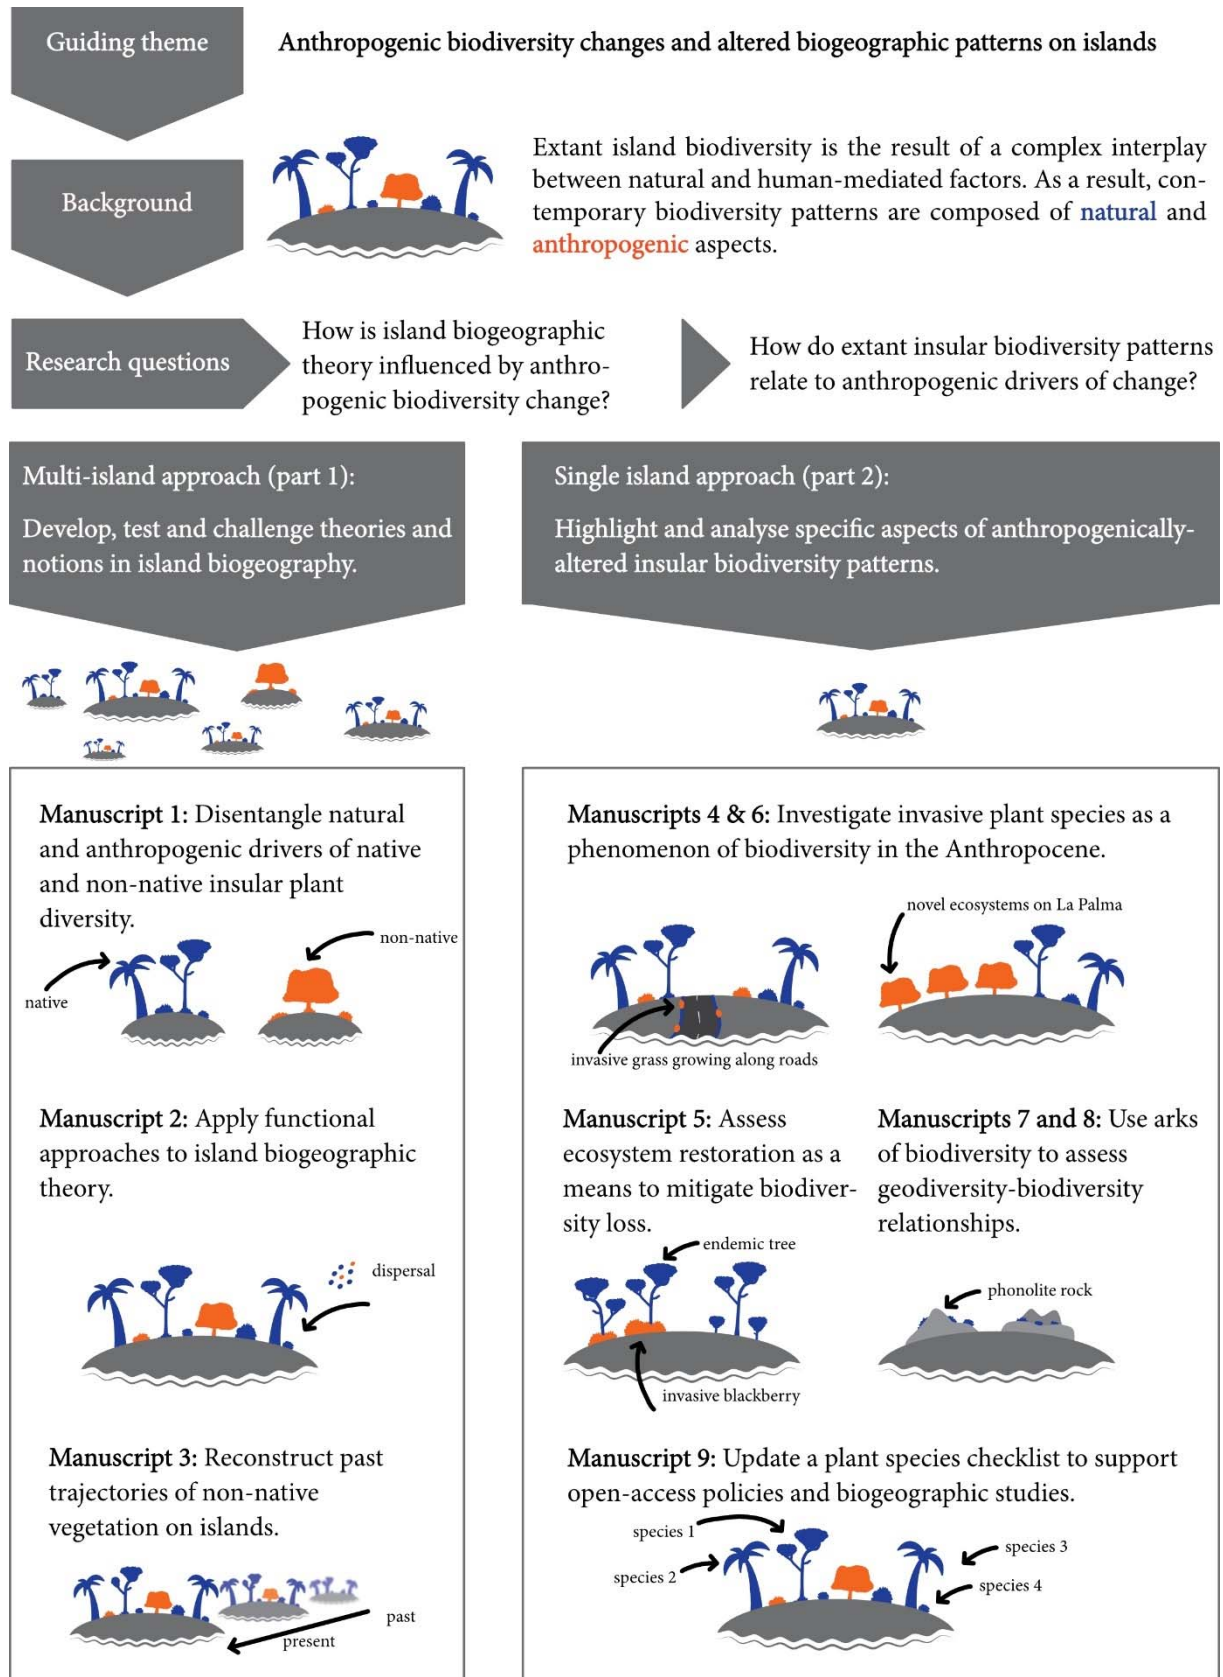 Guiding theme
Anthropogenic biodiversity changes and altered biogeographic patterns on islands
Background
Extant island biodiversity is the result of a complex interplay
between natural and human-mediated factors. As a result, con-
temporary biodiversity patterns are composed of natural and
anthropogenic aspects.
Research questions
How is island biogeographic
theory influenced by anthro-
pogenic biodiversity change?
How do extant insular biodiversity patterns
relate to anthropogenic drivers of change?
Multi-island approach (part 1):
Develop, test and challenge theories and
notions in island biogeography.
Single island approach (part 2):
Highlight and analyse specific aspects of anthropogenically-
altered insular biodiversity patterns.
Manuscript 1: Disentangle natural
and anthropogenic drivers of native
and non-native insular plant
diversity.
non-native
native
Manuscript 2: Apply functional
approaches to island biogeographic
theory.
dispersal
Manuscript 3: Reconstruct past
trajectories of non-native
vegetation on islands.
past
present
Manuscripts 4 & 6: Investigate invasive plant species as a
phenomenon of biodiversity in the Anthropocene.
novel ecosystems on La Palma
invasive grass growing along roads
Manuscript 5: Assess
ecosystem restoration as a
means to mitigate biodiver-
sity loss.
endemic tree
invasive blackberry
Manuscripts 7 and 8: Use arks
of biodiversity to assess
geodiversity-biodiversity
relationships.
phonolite rock
Manuscript 9: Update a plant species checklist to support
open-access policies and biogeographic studies.
species 1
species 2
species 3
species 4